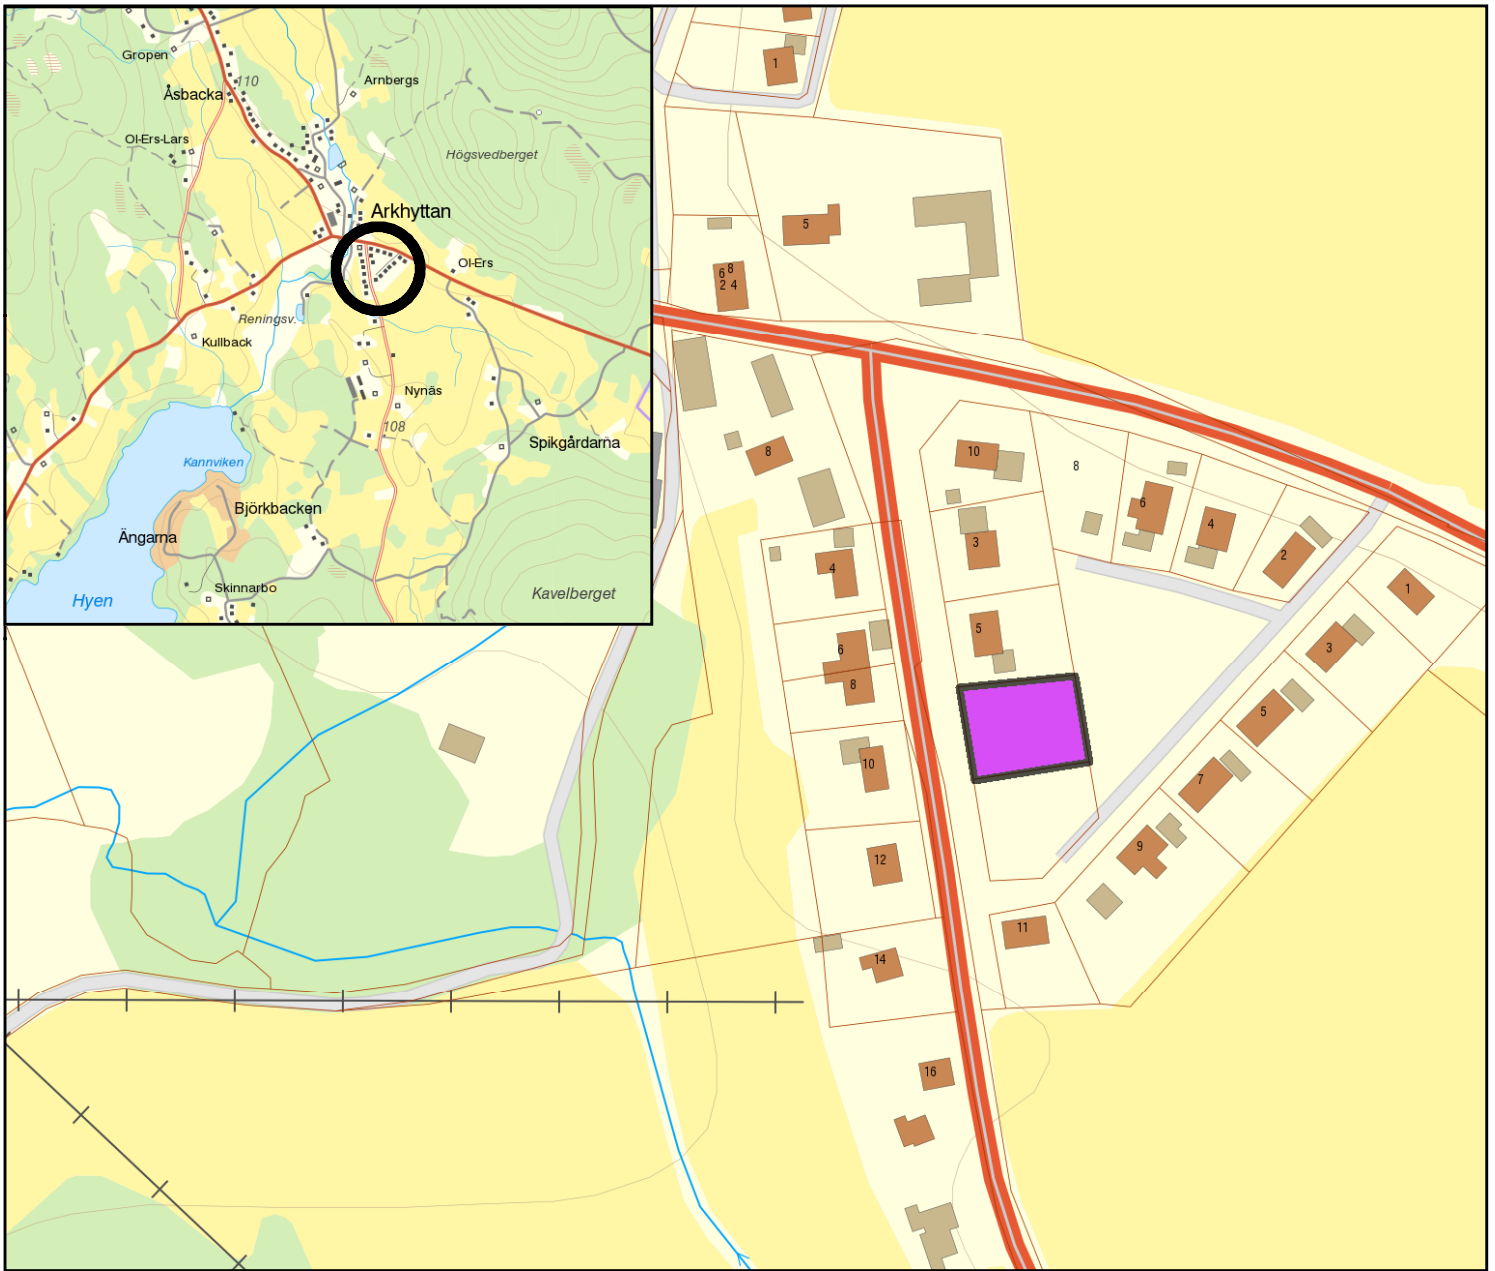 Gropen
110
Arnbergs
Åsbacka
Ol-Ers-Lars
Högsvedberget
Arkhyttan
Ol-Ers
Reningsv.
Kullback
Nynäs
108
Spikgårdarna
Kannviken
Björkbacken
Ängarna
Skinnarbo
Hyen
Kavelberget
1
5
6 8
2 4
8
10
8
6
4
2
3
4
1
5
3
6
8
5
10
7
9
12
11
14
16